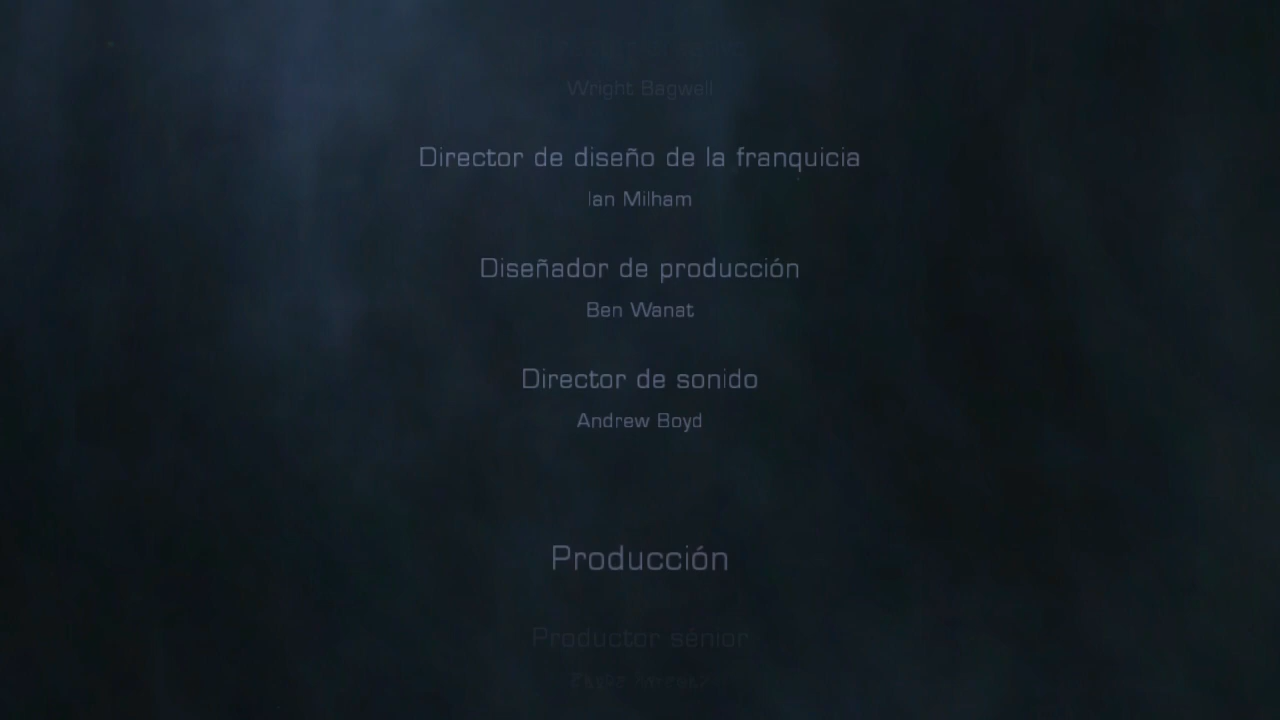 Wright Bagwell
Director de diseño de la franquicia
Ian Milham
Diseñador de producción
Ben Wanat
Director de sonido
Andrew Boyd
Producción
Productor sénior